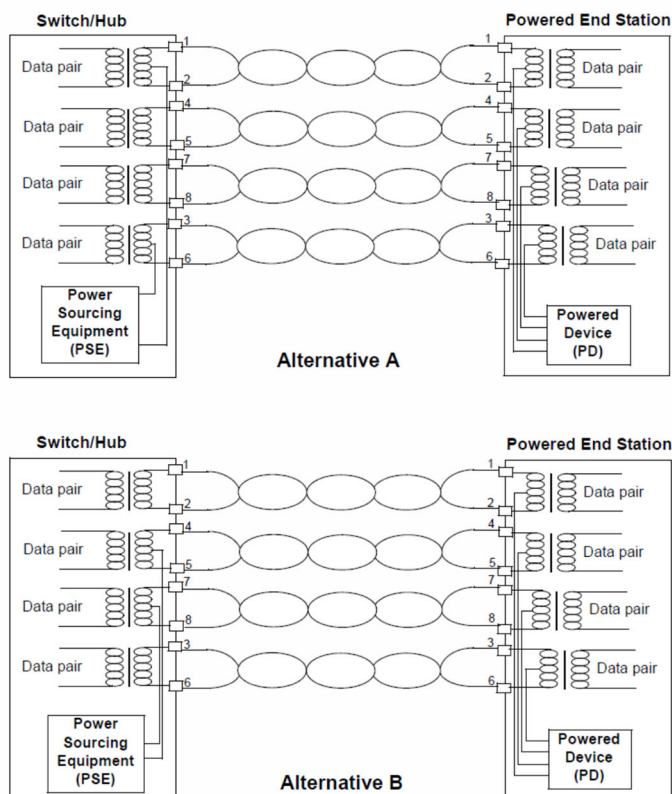 Switch/Hub
Powered End Station
1
1
Data pair
Data pair
2
2
4
4
Data pair
Data pair
5
5
7
7
Data pair
Data pair
8
8
3
3
Data pair
Data pair
6
6
Power
Sourcing
Equipment
(PSE)
Powered
Device
(PD)
Alternative A
Switch/Hub
Powered End Station
1
1
Data pair
Data pair
2
2
4
4
Data pair
Data pair
5
5
7
7
Data pair
Data pair
8
8
3
3
Data pair
Data pair
6
6
Power
Sourcing
Equipment
(PSE)
Powered
Device
(PD)
Alternative B